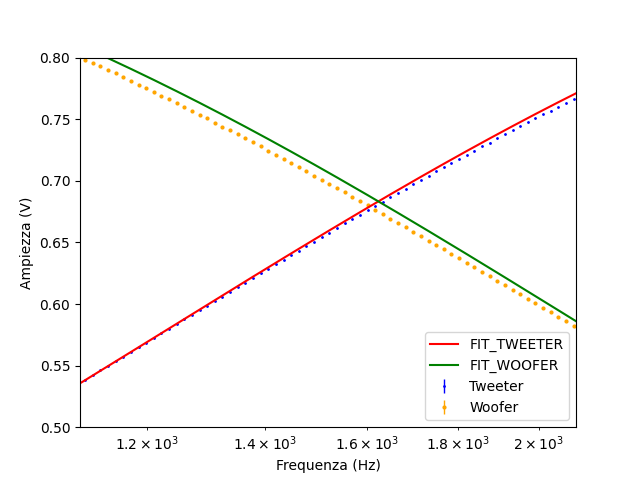 0.80
0.75
0.70
0.65
0.60
0.55
0.50
Ampiezza (V)
FIT_TWEETER
FIT_WOOFER
Tweeter
Woofer
1.2 × 10³ 1.4 × 10³ 1.6 × 10³ 1.8 × 10³ 2 × 10³
Frequenza (Hz)